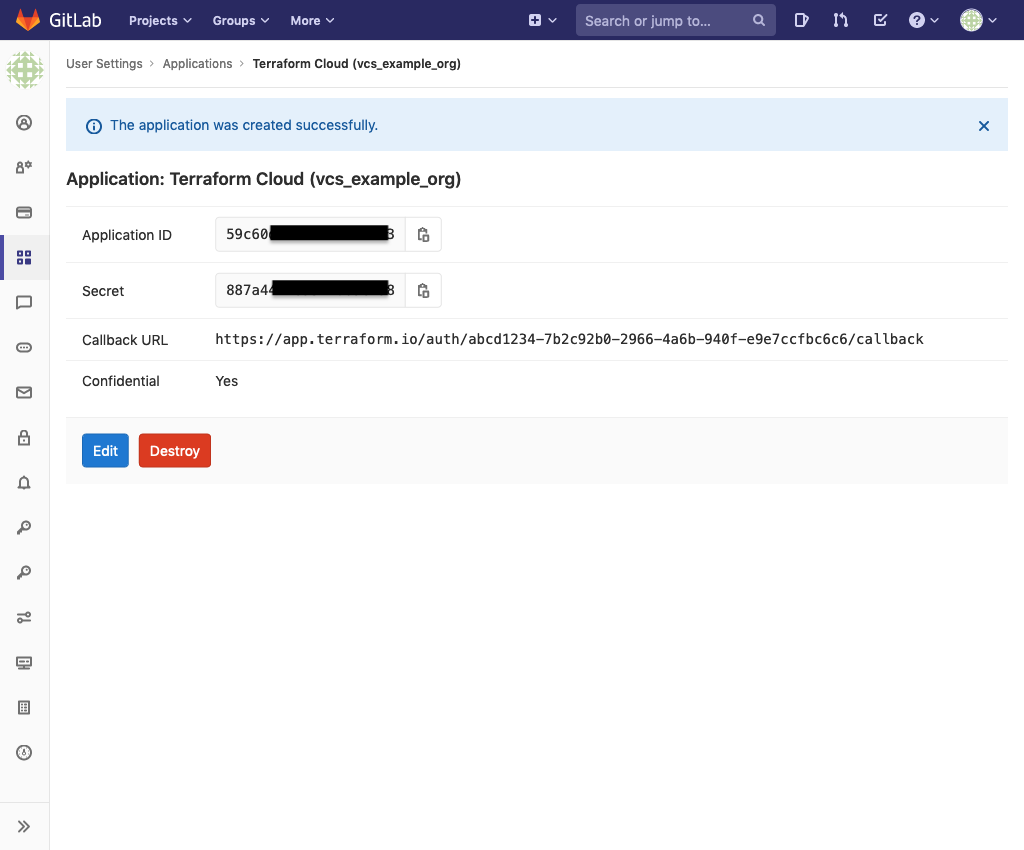 GitLab Projects Groups More Search or jump to... ?
User Settings > Applications > Terraform Cloud (vcs_example_org)
The application was created successfully.
Application: Terraform Cloud (vcs_example_org)
Application ID 59c60 3
Secret 887a44 8
Callback URL https://app.terraform.io/auth/abcd1234-7b2c92b0-2966-4a6b-940f-e9e7ccfbc6c6/callback
Confidential Yes
Edit Destroy